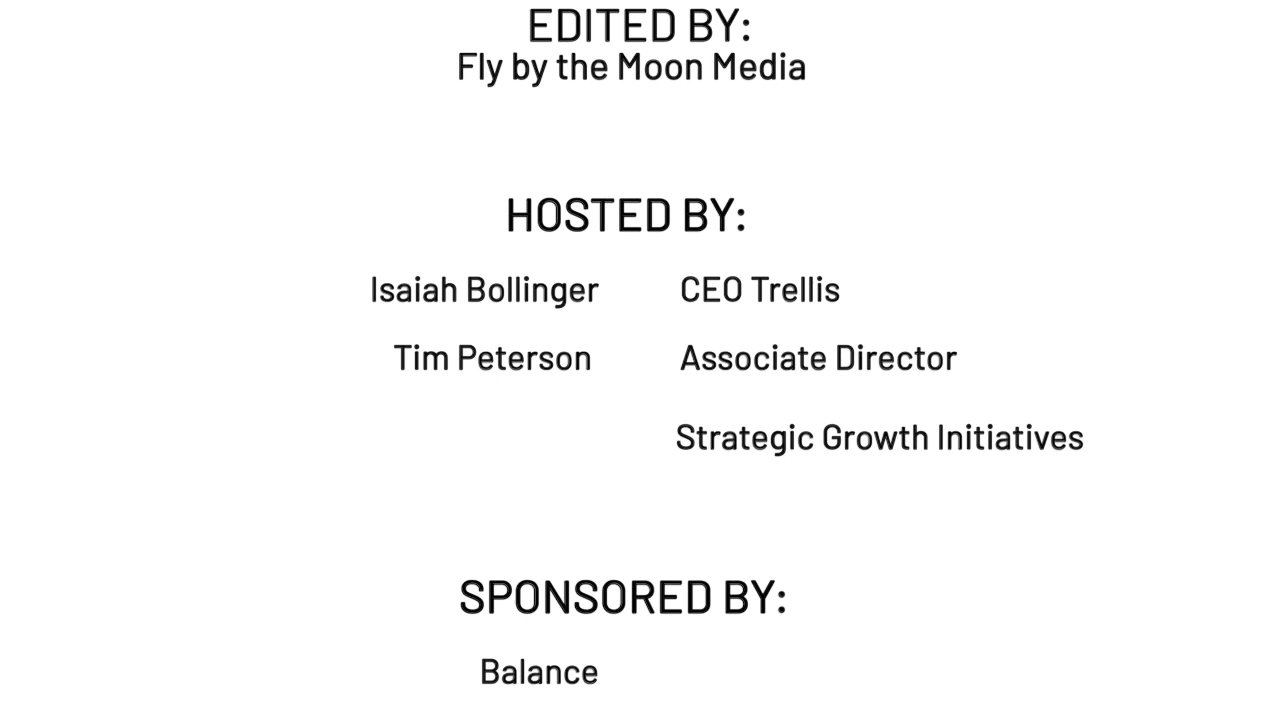 EDITED BY:
Fly by the Moon Media
HOSTED BY:
Isaiah Bollinger CEO Trellis
Tim Peterson Associate Director
Strategic Growth Initiatives
SPONSORED BY:
Balance